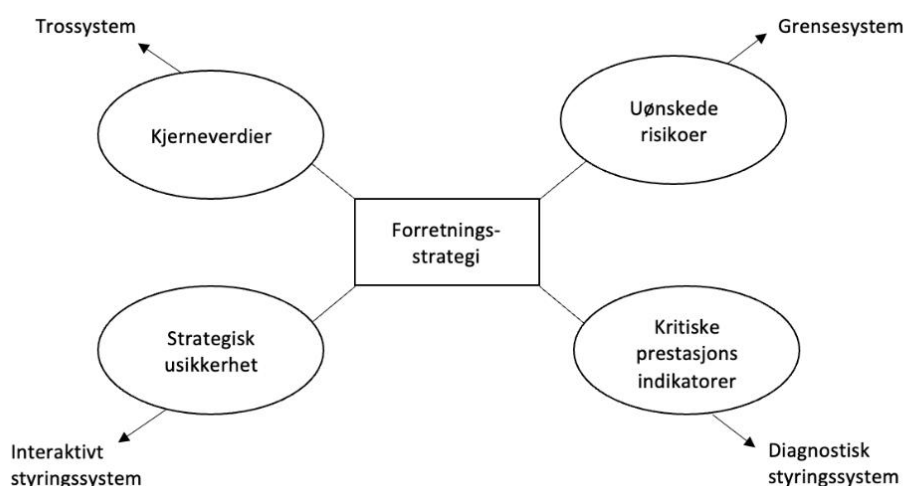 Trossystem
Grensesystem
Kjerneverdier
Uønskede
risikoer
Forretnings-
strategi
Strategisk
usikkerhet
Kritiske
prestasjons
indikatorer
Interaktivt
styringssystem
Diagnostisk
styringssystem